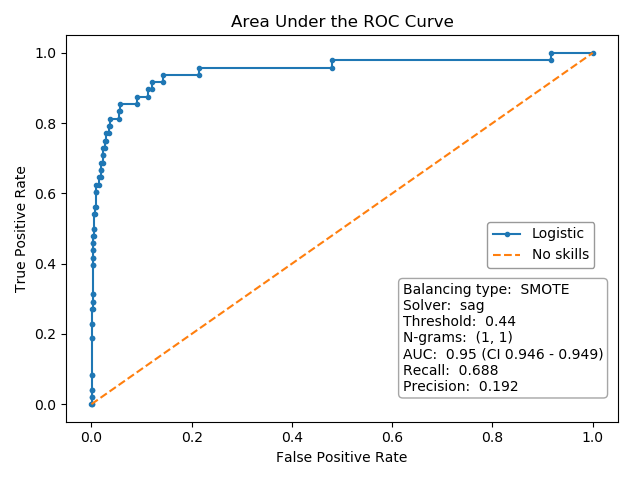 Area Under the ROC Curve
True Positive Rate
1.0
0.8
0.6
0.4
0.2
0.0
Logistic
No skills
Balancing type:  SMOTE
Solver:  sag
Threshold:  0.44
N-grams:  (1, 1)
AUC:  0.95 (CI 0.946 - 0.949)
Recall:  0.688
Precision:  0.192
0.0 0.2 0.4 0.6 0.8 1.0
False Positive Rate